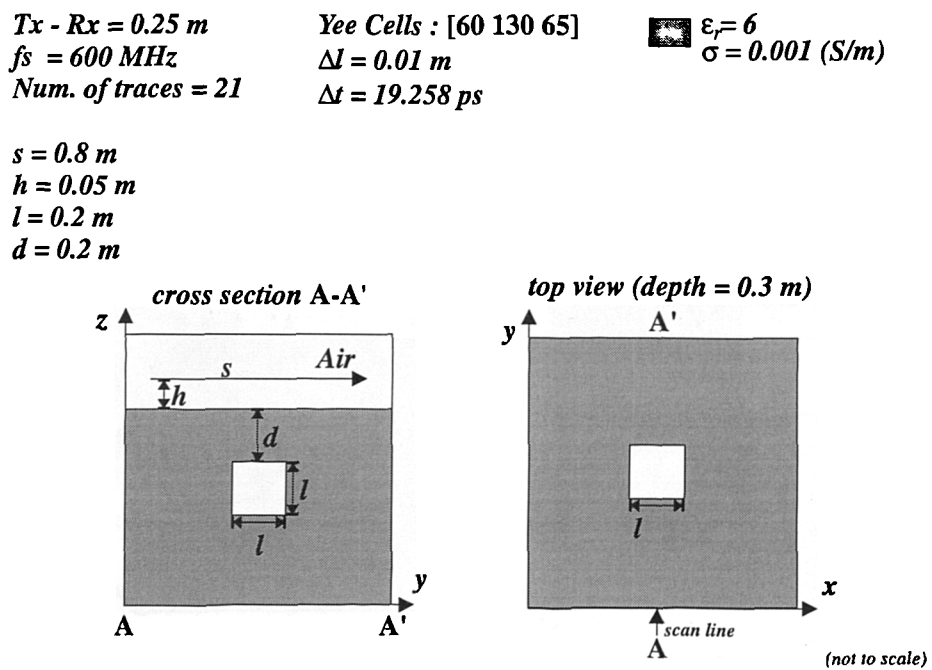 Tx - Rx = 0.25 m
fs = 600 MHz
Num. of traces = 21
Yee Cells : [60 130 65]
Δl = 0.01 m
Δt = 19.258 ps
εr= 6
σ = 0.001 (S/m)
s = 0.8 m
h = 0.05 m
l = 0.2 m
d = 0.2 m
cross section A-A'
z
s
Air
h
d
l
l
y
A
A'
top view (depth = 0.3 m)
y
A'
l
x
scan line
A
(not to scale)